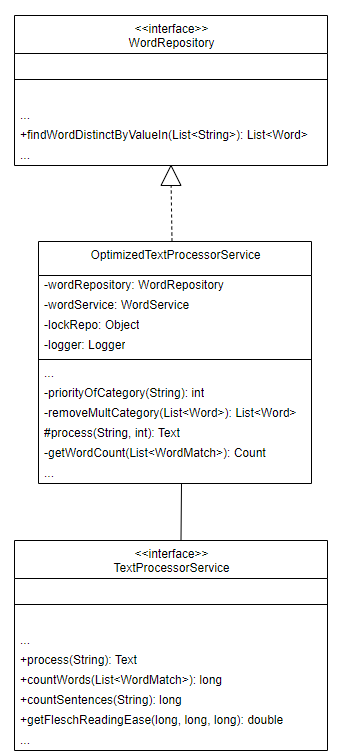 <<interface>>
WordRepository
...
+findWordDistinctByValueIn(List<String>): List<Word>
...
OptimizedTextProcessorService
-wordRepository: WordRepository
-wordService: WordService
-lockRepo: Object
-logger: Logger
...
-priorityOfCategory(String): int
-removeMultCategory(List<Word>): List<Word>
#process(String, int): Text
-getWordCount(List<WordMatch>): Count
...
<<interface>>
TextProcessorService
...
+process(String): Text
+countWords(List<WordMatch>): long
+countSentences(String): long
+getFleschReadingEase(long, long, long): double
...